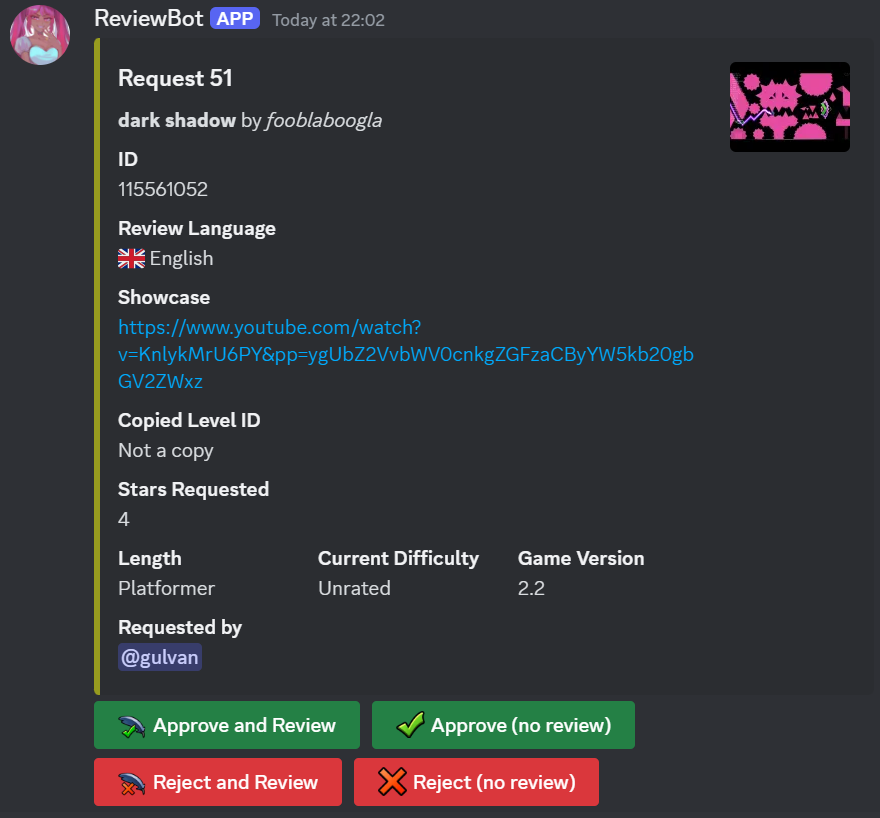 ReviewBot APP Today at 22:02
Request 51
dark shadow by fooblaboogla
ID
115561052
Review Language
English
Showcase
https://www.youtube.com/watch?
v=KnlykMrU6PY&pp=ygUbZ2VvbWV0cnkgZGFzaCByYW5kb20gb
GV2ZWxz
Copied Level ID
Not a copy
Stars Requested
4
Length Current Difficulty Game Version
Platformer Unrated 2.2
Requested by
@gulvan
Approve and Review Approve (no review)
Reject and Review Reject (no review)